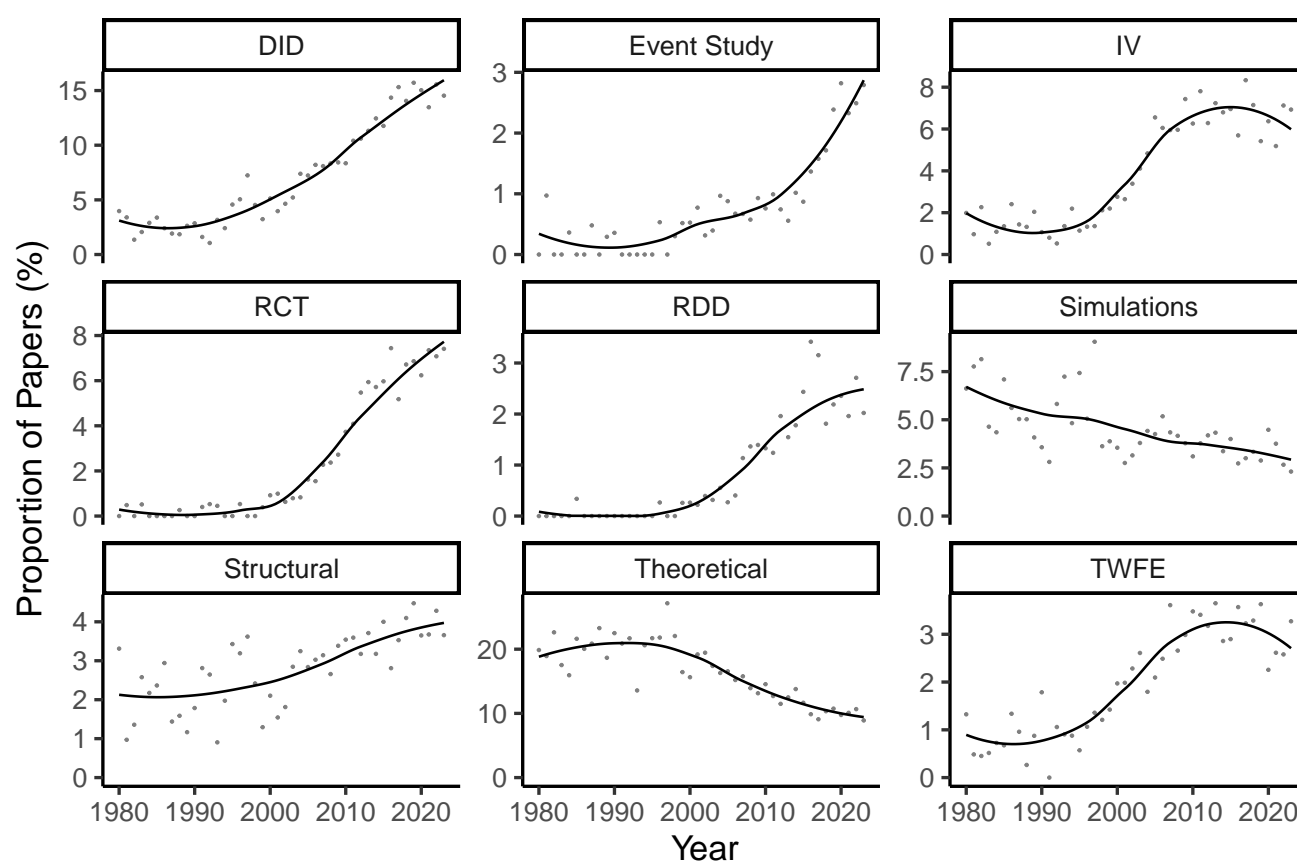 DID Event Study IV
15 10 5 0
3 2 1 0
8 6 4 2 0
RCT RDD Simulations
8 6 4 2 0
3 2 1 0
7.5 5.0 2.5 0.0
Structural Theoretical TWFE
4 3 2 1 0
20 10 0
3 2 1 0
1980 1990 2000 2010 2020 1980 1990 2000 2010 2020 1980 1990 2000 2010 2020
Year
Proportion of Papers (%)